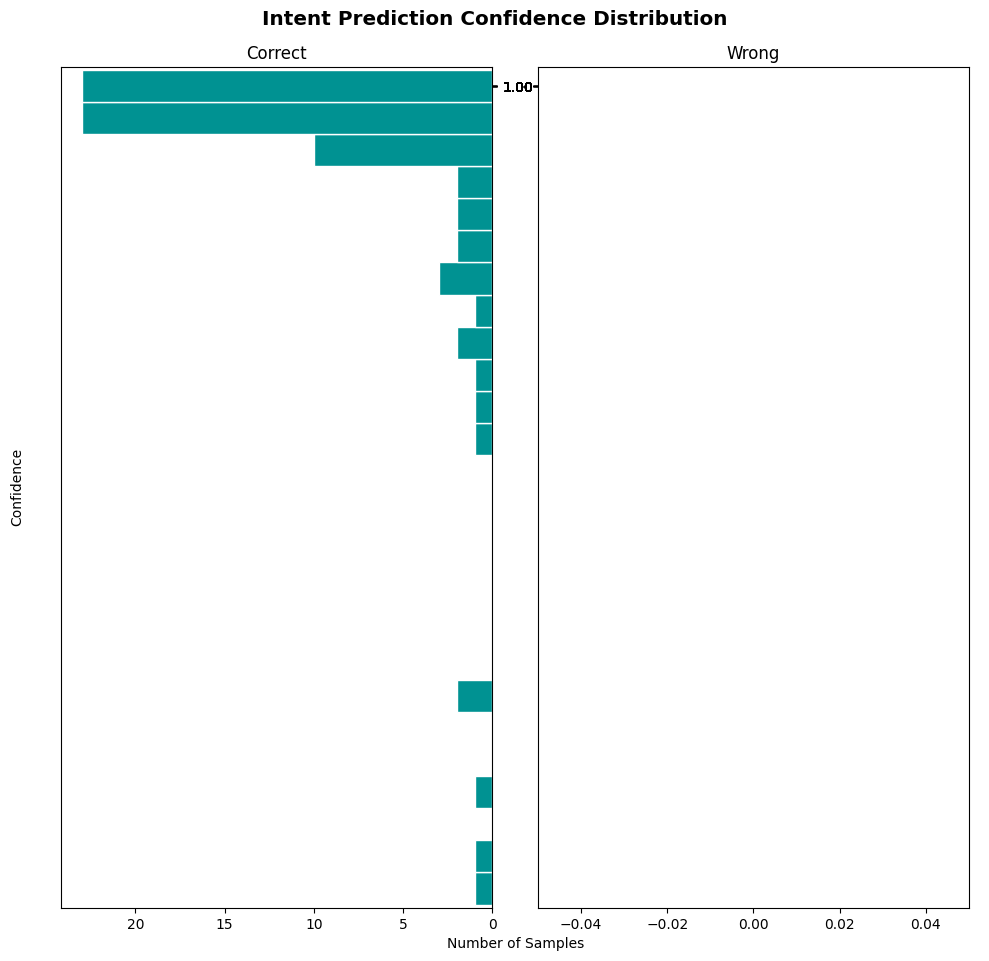 Intent Prediction Confidence Distribution
Correct
Wrong
1.00
Confidence
20 15 10 5 0
−0.04 −0.02 0.00 0.02 0.04
Number of Samples